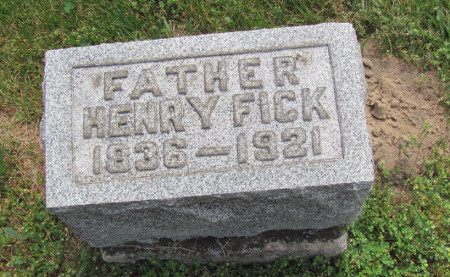 FATHER
HENRY FICK
1836 — 1921